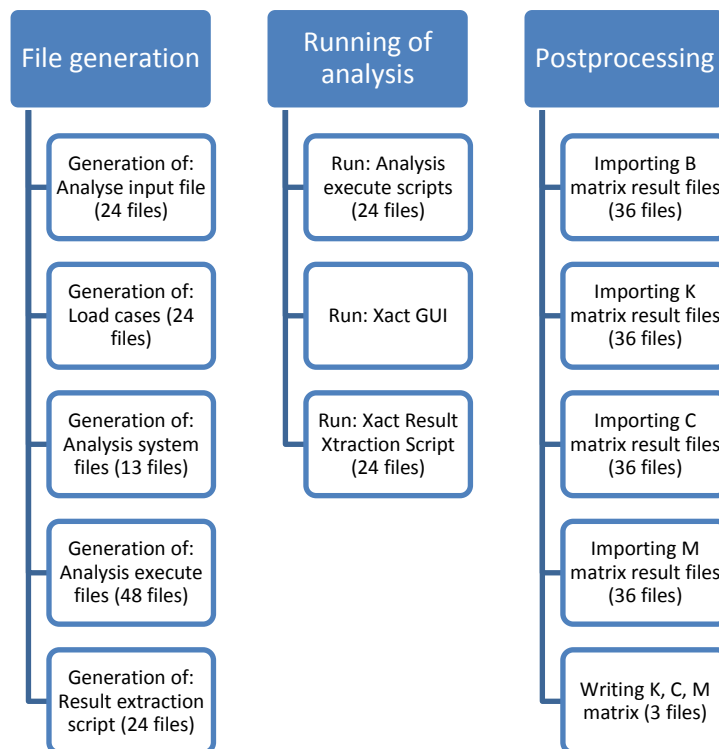 File generation
Generation of:
Analyse input file
(24 files)
Generation of:
Load cases (24
files)
Generation of:
Analysis system
files (13 files)
Generation of:
Analysis execute
files (48 files)
Generation of:
Result extraction
script (24 files)
Running of
analysis
Run: Analysis
execute scripts
(24 files)
Run: Xact GUI
Run: Xact Result
Xtraction Script
(24 files)
Postprocessing
Importing B
matrix result files
(36 files)
Importing K
matrix result files
(36 files)
Importing C
matrix result files
(36 files)
Importing M
matrix result files
(36 files)
Writing K, C, M
matrix (3 files)